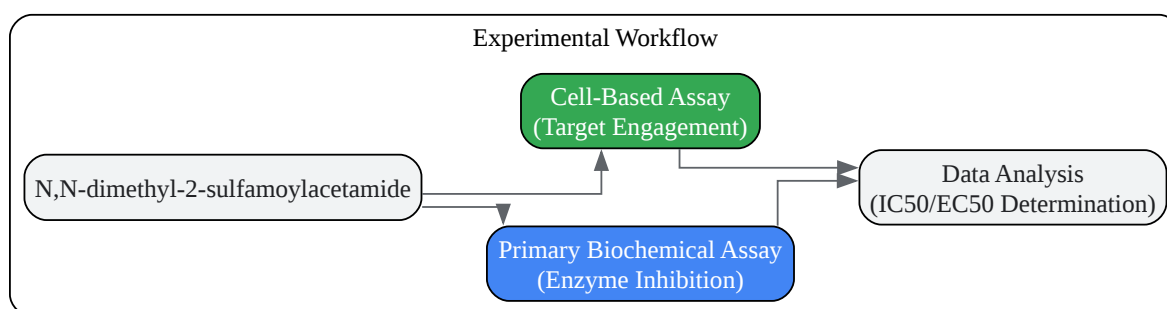 Experimental Workflow
Cell-Based Assay
(Target Engagement)
N,N-dimethyl-2-sulfamoylacetamide
Data Analysis
(IC50/EC50 Determination)
Primary Biochemical Assay
(Enzyme Inhibition)